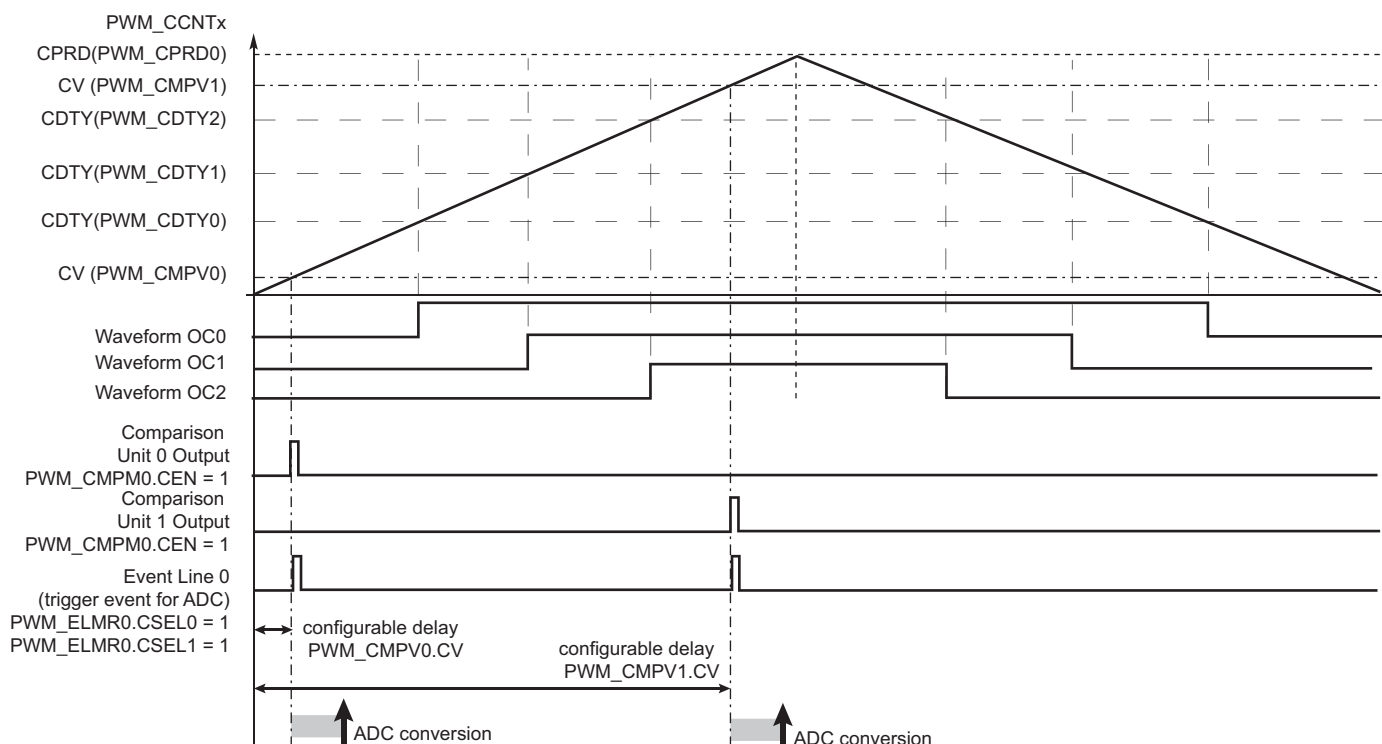 PWM_CCNTx
CPRD(PWM_CPRD0)
CV (PWM_CMPV1)
CDTY(PWM_CDTY2)
CDTY(PWM_CDTY1)
CDTY(PWM_CDTY0)
CV (PWM_CMPV0)
Waveform OC0
Waveform OC1
Waveform OC2
Comparison
Unit 0 Output
PWM_CMPM0.CEN = 1
Comparison
Unit 1 Output
PWM_CMPM0.CEN = 1
Event Line 0
(trigger event for ADC)
PWM_ELMR0.CSEL0 = 1
PWM_ELMR0.CSEL1 = 1
configurable delay
PWM_CMPV0.CV
configurable delay
PWM_CMPV1.CV
ADC conversion
ADC conversion